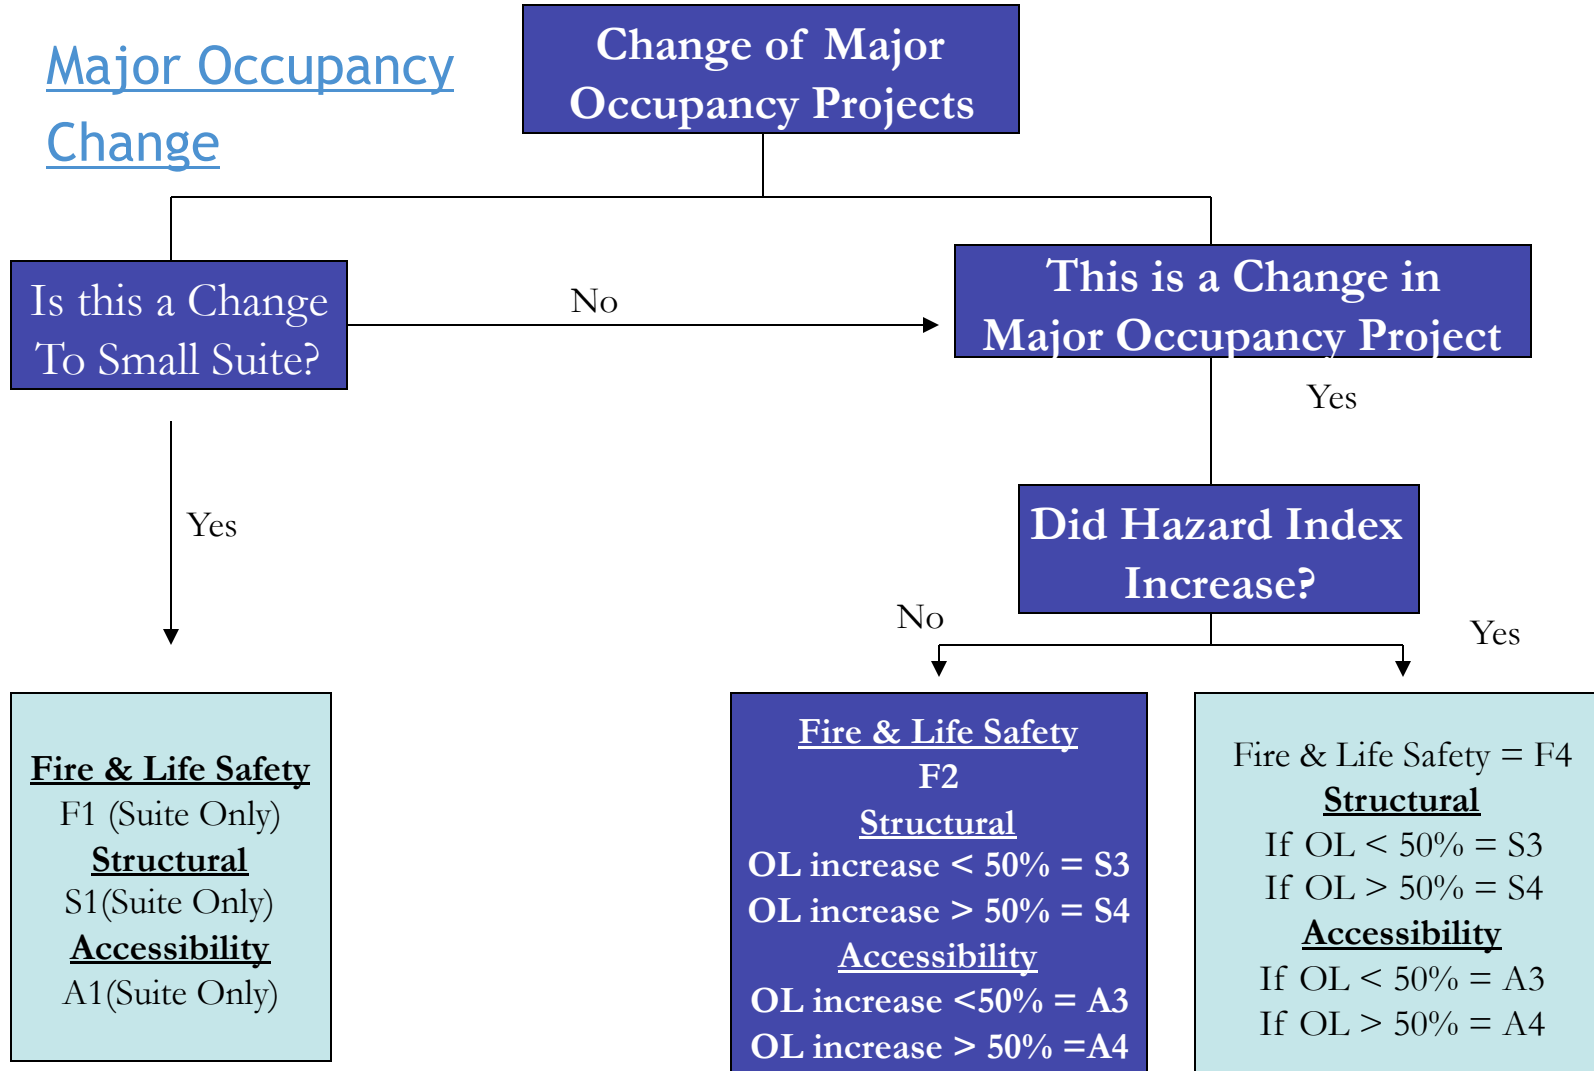 Major Occupancy
Change
Change of Major
Occupancy Projects
Is this a Change
To Small Suite?
No
This is a Change in
Major Occupancy Project
Yes
Yes
Did Hazard Index
Increase?
No
Yes
Fire & Life Safety
F1 (Suite Only)
Structural
S1(Suite Only)
Accessibility
A1(Suite Only)
Fire & Life Safety
F2
Structural
OL increase < 50% = S3
OL increase > 50% = S4
Accessibility
OL increase <50% = A3
OL increase > 50% =A4
Fire & Life Safety = F4
Structural
If OL < 50% = S3
If OL > 50% = S4
Accessibility
If OL < 50% = A3
If OL > 50% = A4